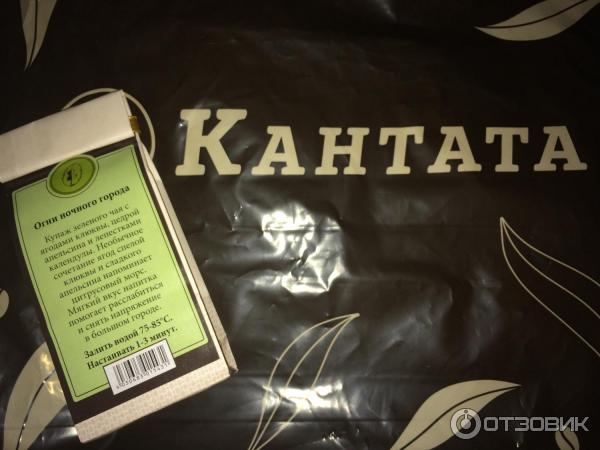 КАНТАТА
Огни ночного города
Купаж зеленого чая с
ягодами клюквы, цедрой
апельсина и лепестками
календулы. Необычное
сочетание ягод спелой
клюквы и сладкого
апельсина напоминает
цитрусовый морс.
Мягкий вкус напитка
помогает расслабиться
и снять напряжение
в большом городе.
Залить водой 75-85°С.
Настаивать 1-3 минут.
ОТЗОВИК